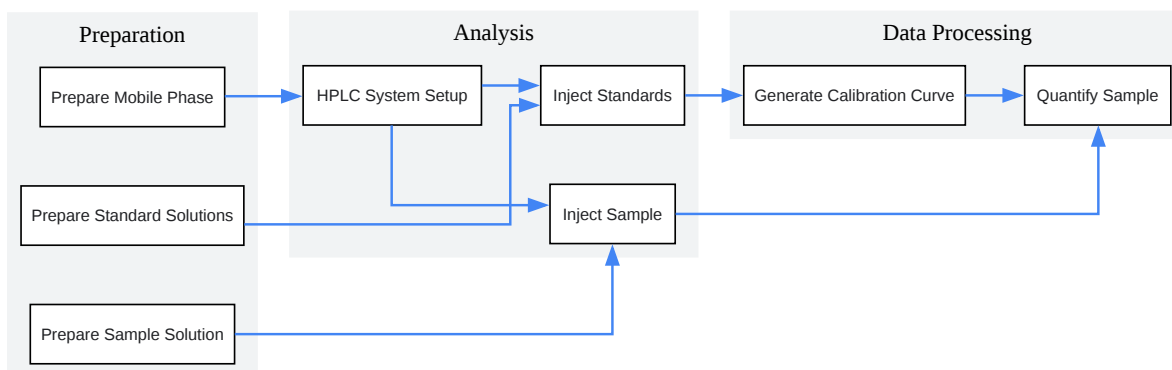 Preparation
Analysis
Data Processing
Prepare Mobile Phase
HPLC System Setup
Inject Standards
Generate Calibration Curve
Quantify Sample
Prepare Standard Solutions
Inject Sample
Prepare Sample Solution